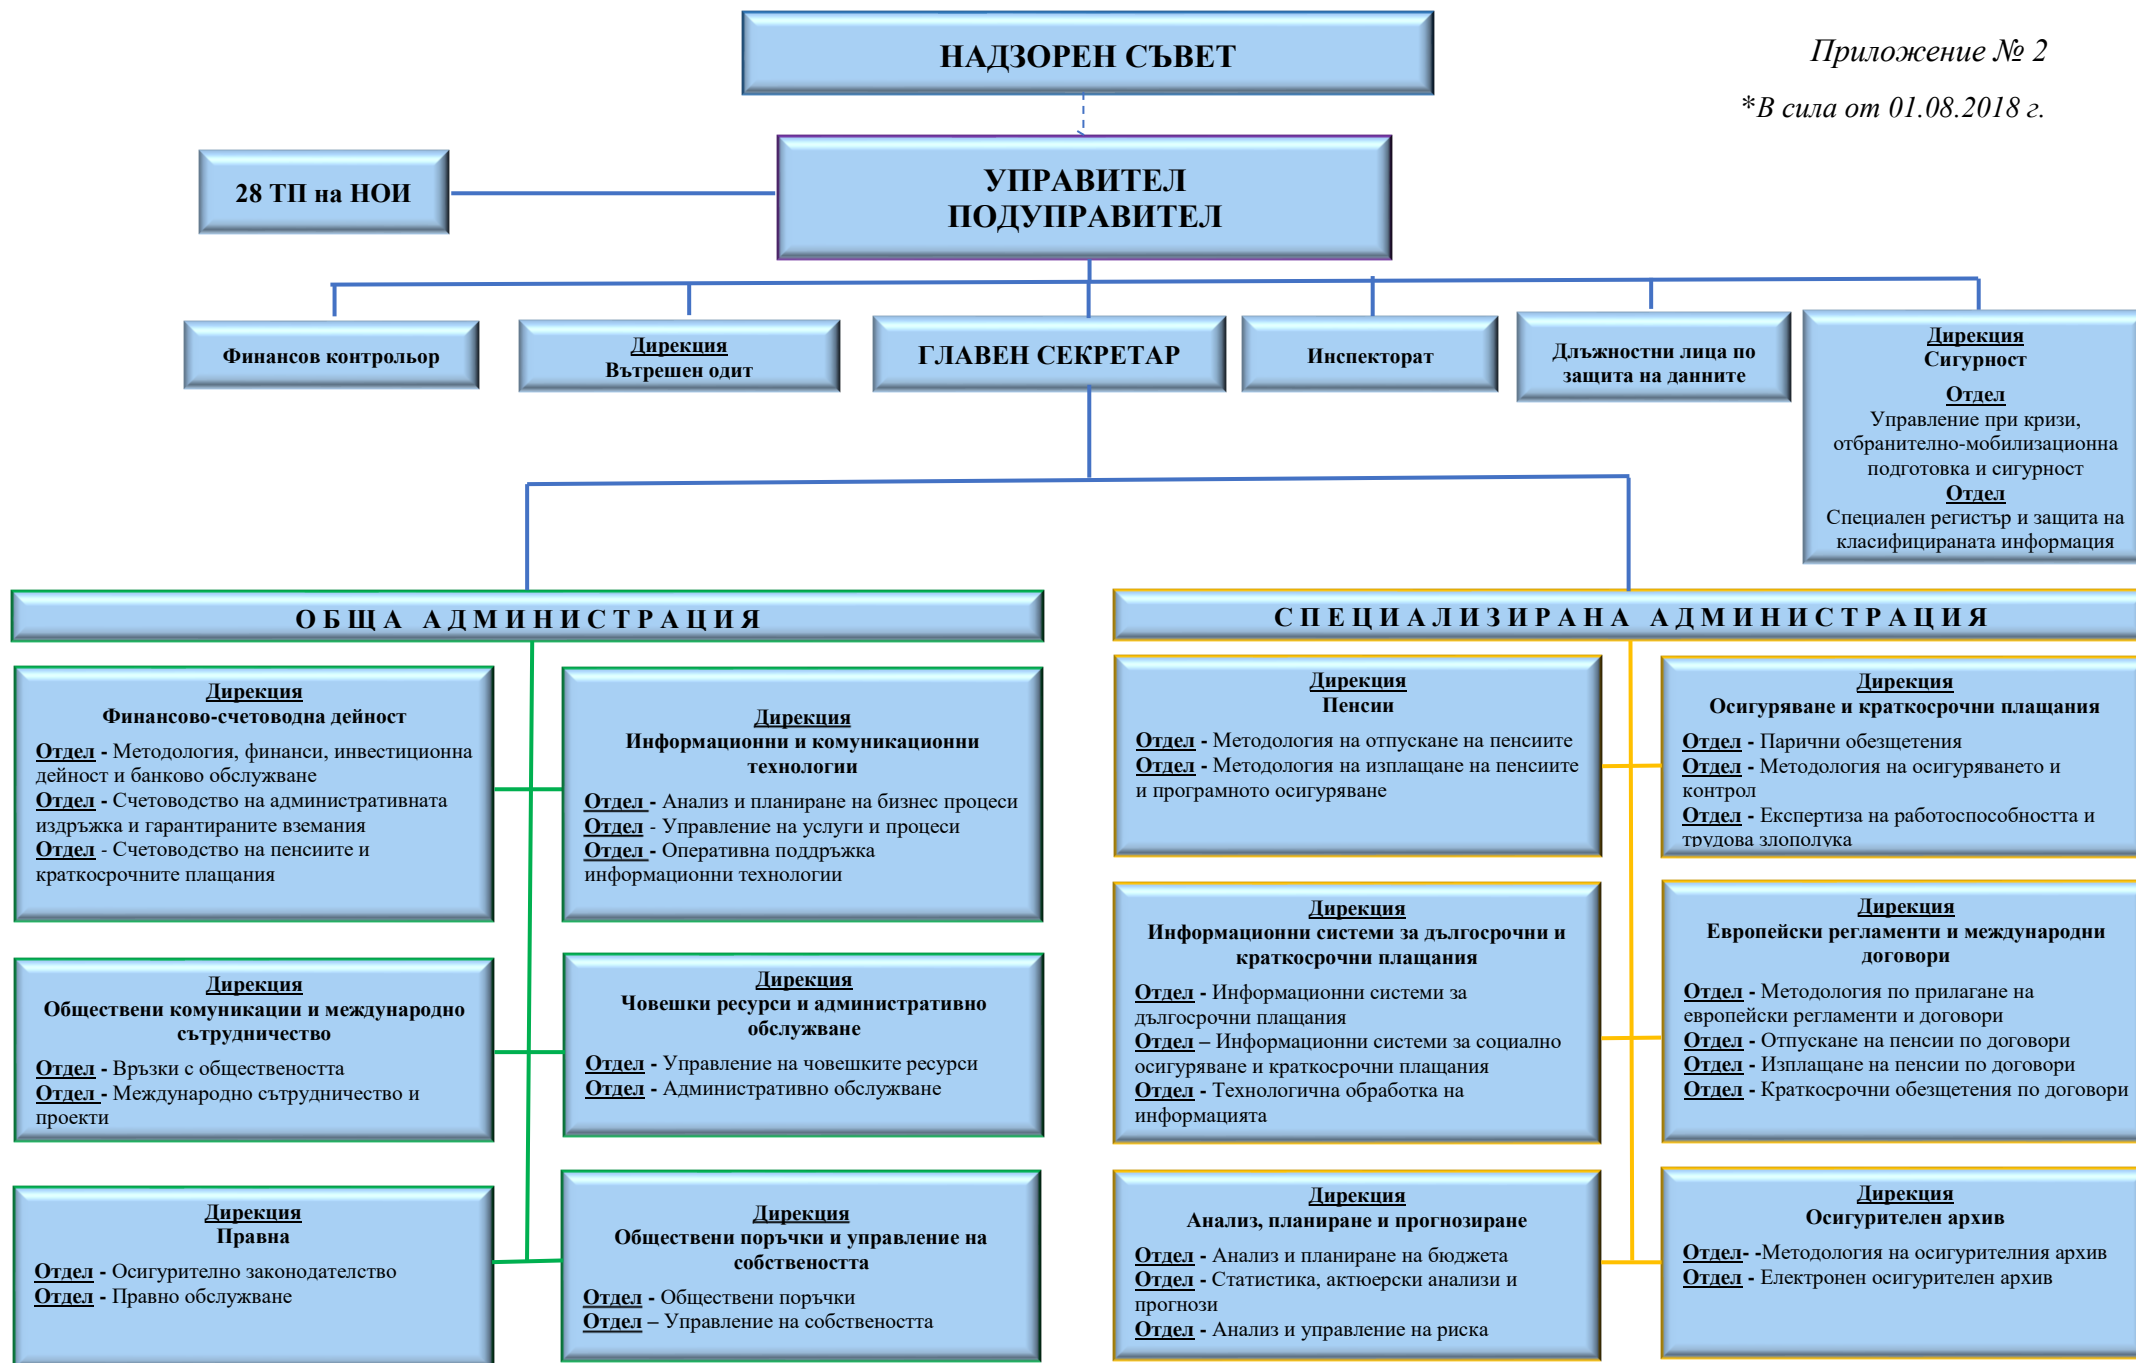 НАДЗОРЕН СЪВЕТ
Приложение № 2
*В сила от 01.08.2018 г.
28 ТП на НОИ
УПРАВИТЕЛ
ПОДУПРАВИТЕЛ
Финансов контрольор
Дирекция
Вътрешен одит
ГЛАВЕН СЕКРЕТАР
Инспекторат
Длъжностни лица по
защита на данните
Дирекция
Сигурност
Отдел
Управление при кризи,
отбранително-мобилизационна
подготовка и сигурност
Отдел
Специален регистър и защита на
класифицираната информация
ОБЩА АДМИНИСТРАЦИЯ
Дирекция
Финансово-счетоводна дейност
Отдел - Методология, финанси, инвестиционна
дейност и банково обслужване
Отдел - Счетоводство на административната
издръжка и гарантираните вземания
Отдел - Счетоводство на пенсиите и
краткосрочните плащания
Дирекция
Информационни и комуникационни
технологии
Отдел - Анализ и планиране на бизнес процеси
Отдел - Управление на услуги и процеси
Отдел - Оперативна поддръжка
информационни технологии
Дирекция
Обществени комуникации и международно
сътрудничество
Отдел - Връзки с обществеността
Отдел - Международно сътрудничество и
проекти
Дирекция
Човешки ресурси и административно
обслужване
Отдел - Управление на човешките ресурси
Отдел - Административно обслужване
Дирекция
Правна
Отдел - Осигурително законодателство
Отдел - Правно обслужване
Дирекция
Обществени поръчки и управление на
собствеността
Отдел - Обществени поръчки
Отдел – Управление на собствеността
СПЕЦИАЛИЗИРАНА АДМИНИСТРАЦИЯ
Дирекция
Пенсии
Отдел - Методология на отпускане на пенсиите
Отдел - Методология на изплащане на пенсиите
и програмното осигуряване
Дирекция
Осигуряване и краткосрочни плащания
Отдел - Парични обезщетения
Отдел - Методология на осигуряването и
контрол
Отдел - Експертиза на работоспособността и
трудова злополука
Дирекция
Информационни системи за дългосрочни и
краткосрочни плащания
Отдел - Информационни системи за
дългосрочни плащания
Отдел – Информационни системи за социално
осигуряване и краткосрочни плащания
Отдел - Технологична обработка на
информацията
Дирекция
Европейски регламенти и международни
договори
Отдел - Методология по прилагане на
европейски регламенти и договори
Отдел - Отпускане на пенсии по договори
Отдел - Изплащане на пенсии по договори
Отдел - Краткосрочни обезщетения по договори
Дирекция
Анализ, планиране и прогнозиране
Отдел - Анализ и планиране на бюджета
Отдел - Статистика, актюерски анализи и
прогнози
Отдел - Анализ и управление на риска
Дирекция
Осигурителен архив
Отдел- -Методология на осигурителния архив
Отдел - Електронен осигурителен архив